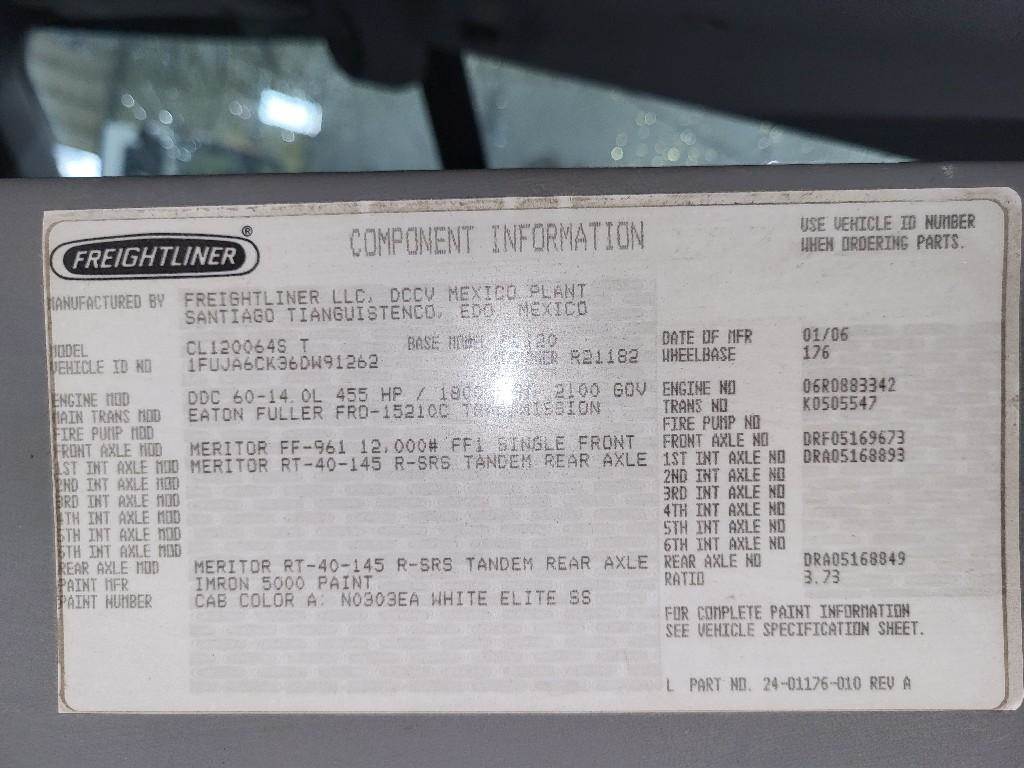 FREIGHTLINER ®
COMPONENT INFORMATION
USE VEHICLE ID NUMBER
WHEN ORDERING PARTS.
MANUFACTURED BY FREIGHTLINER LLC, DCCV MEXICO PLANT
SANTIAGO TIANGUISTENCO, EDO. MEXICO
MODEL CL120064S T BASE
VEHICLE ID NO 1FUJA6CK36DW91262 R21182
ENGINE MOD DDC 60-14.0L 455 HP / 2100 GOV
MAIN TRANS MOD EATON FULLER FRO-15210C TRANSMISSION
FIRE PUMP MOD
FRONT AXLE MOD MERITOR FF-961 12,000# FF1 SINGLE FRONT
1ST INT AXLE MOD MERITOR RT-40-145 R-SRS TANDEM REAR AXLE
2ND INT AXLE MOD
3RD INT AXLE MOD
4TH INT AXLE MOD
5TH INT AXLE MOD
6TH INT AXLE MOD
REAR AXLE MOD MERITOR RT-40-145 R-SRS TANDEM REAR AXLE
PAINT MFR IMRON 5000 PAINT
PAINT NUMBER CAB COLOR A: N0303EA WHITE ELITE SS
DATE OF MFR 01/06
WHEELBASE 176
ENGINE NO 06R0883342
TRANS NO K0505547
FIRE PUMP NO
FRONT AXLE NO DRF05169673
1ST INT AXLE NO DRA05168893
2ND INT AXLE NO
3RD INT AXLE NO
4TH INT AXLE NO
5TH INT AXLE NO
6TH INT AXLE NO
REAR AXLE NO DRA05168849
RATIO 3.73
FOR COMPLETE PAINT INFORMATION
SEE VEHICLE SPECIFICATION SHEET.
L PART NO. 24-01176-010 REV A